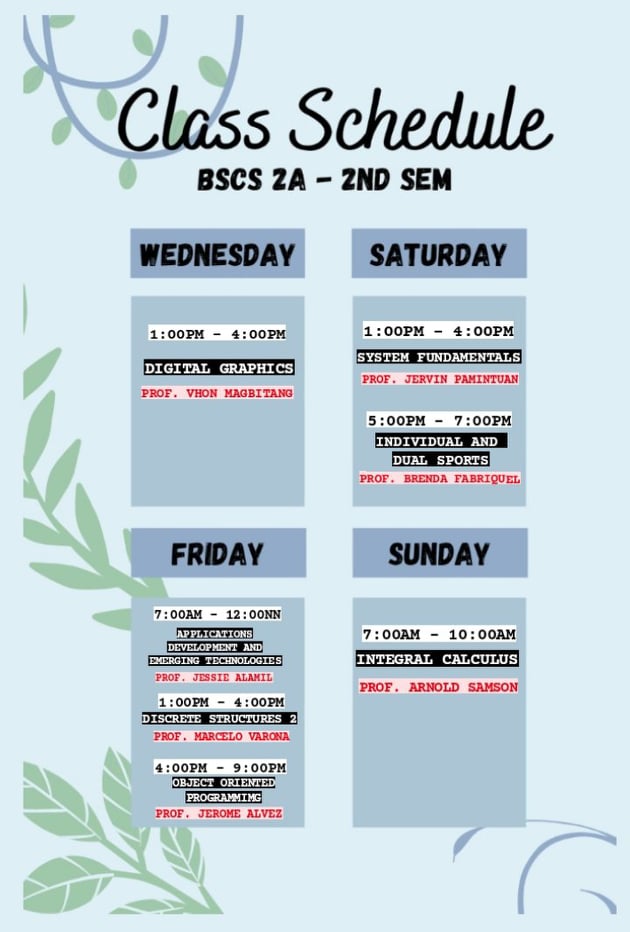 Class Schedule
BSCS 2A - 2ND SEM
WEDNESDAY
1:00PM - 4:00PM
DIGITAL GRAPHICS
PROF. VHON MAGBITANG
SATURDAY
1:00PM - 4:00PM
SYSTEM FUNDAMENTALS
PROF. JERVIN PAMINTUAN
5:00PM - 7:00PM
INDIVIDUAL AND
DUAL SPORTS
PROF. BRENDA FABRIQUEL
FRIDAY
7:00AM - 12:00NN
APPLICATIONS
DEVELOPMENT AND
EMERGING TECHNOLOGIES
PROF. JESSIE ALAMIL
1:00PM - 4:00PM
DISCRETE STRUCTURES 2
PROF. MARCELO VARONA
4:00PM - 9:00PM
OBJECT ORIENTED
PROGRAMMIMG
PROF. JEROME ALVEZ
SUNDAY
7:00AM - 10:00AM
INTEGRAL CALCULUS
PROF. ARNOLD SAMSON